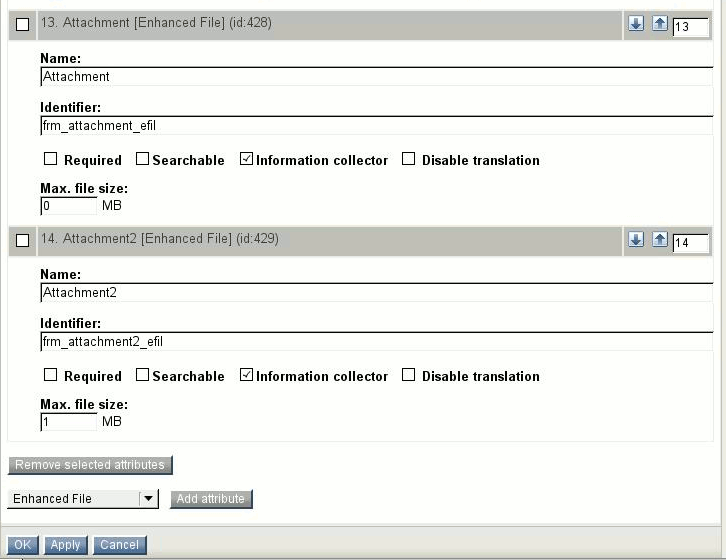 13. Attachment [Enhanced File] (id:428)
13
Name:
Attachment
Identifier:
frm_attachment_efil
Required Searchable Information collector Disable translation
Max. file size:
0 MB
14. Attachment2 [Enhanced File] (id:429)
14
Name:
Attachment2
Identifier:
frm_attachment2_efil
Required Searchable Information collector Disable translation
Max. file size:
1 MB
Remove selected attributes
Enhanced File Add attribute
OK Apply Cancel